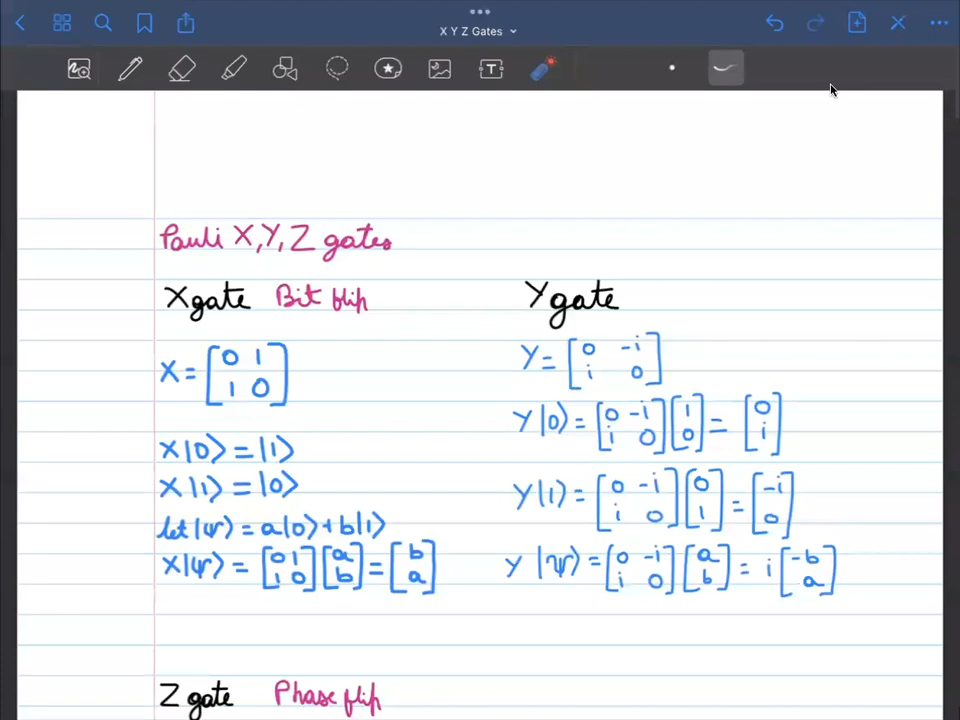 X Y Z Gates
Pauli X,Y,Z gates
X gate Bit flip
X = [0 1
1 0]
X|0⟩ = |1⟩
X|1⟩ = |0⟩
let |ψ⟩ = a|0⟩ + b|1⟩
X|ψ⟩ = [0 1; 1 0] [a; b] = [b; a]
Y gate
Y = [0 -i; i 0]
Y|0⟩ = [0 -i; i 0] [1; 0] = [0; i]
Y|1⟩ = [0 -i; i 0] [0; 1] = [-i; 0]
Y |ψ⟩ = [0 -i; i 0] [a; b] = i [-b; a]
Z gate Phase flip